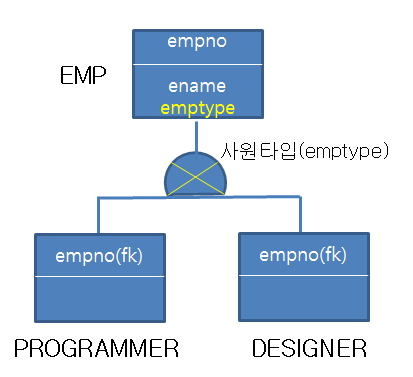 empno
EMP
ename
emptype
사원타입(emptype)
empno(fk)
empno(fk)
PROGRAMMER
DESIGNER